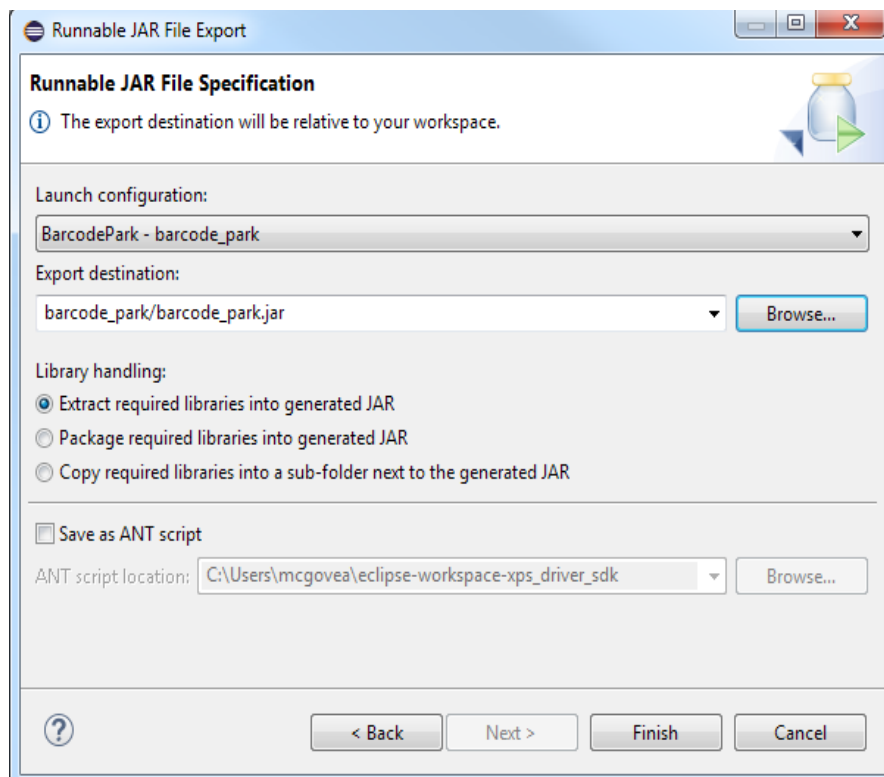 Runnable JAR File Export
Runnable JAR File Specification
The export destination will be relative to your workspace.
Launch configuration:
BarcodePark - barcode_park
Export destination:
barcode_park/barcode_park.jar
Browse...
Library handling:
Extract required libraries into generated JAR
Package required libraries into generated JAR
Copy required libraries into a sub-folder next to the generated JAR
Save as ANT script
ANT script location: C:\Users\mcgovea\eclipse-workspace-xps_driver_sdk Browse...
? < Back Next > Finish Cancel